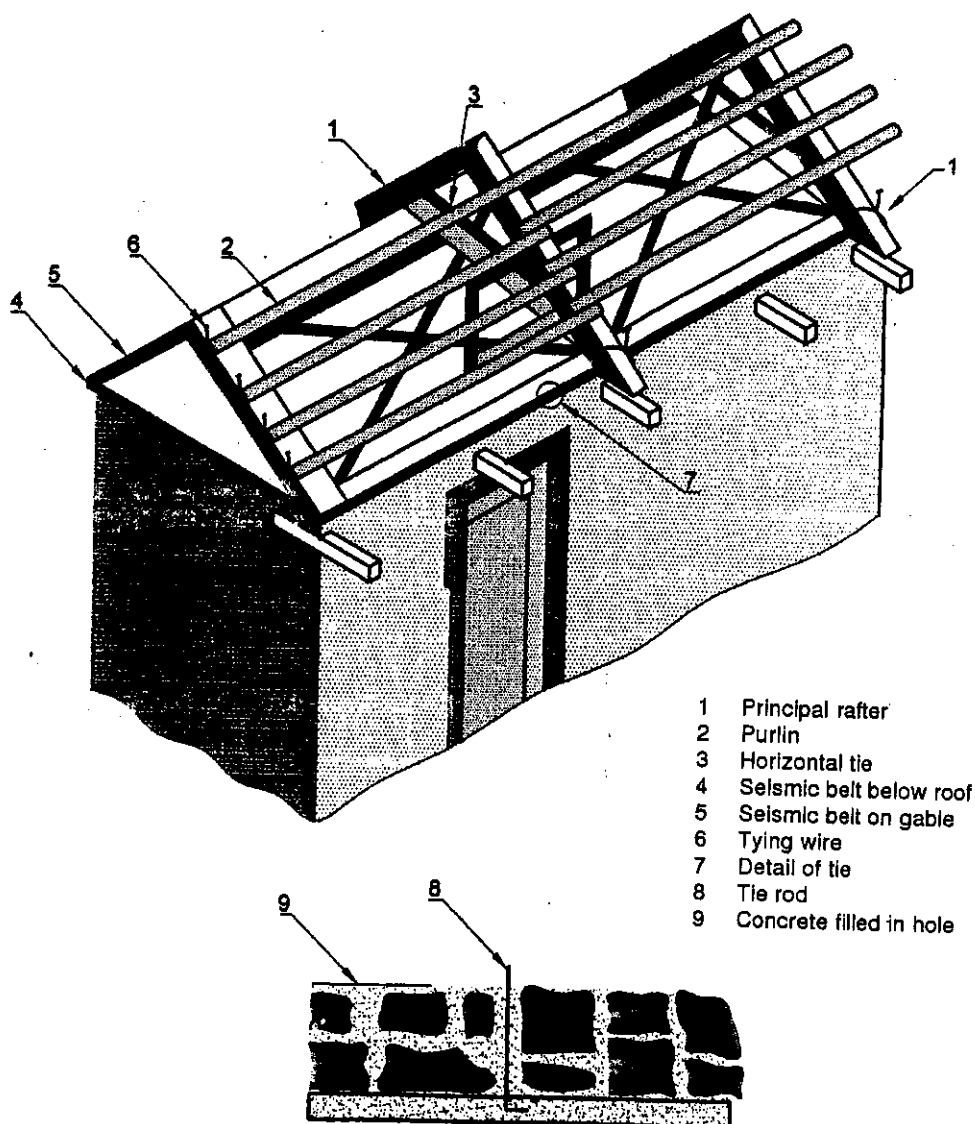 3
1
1
2
6
5
4
7
1 Principal rafter
2 Purlin
3 Horizontal tie
4 Seismic belt below roof
5 Seismic belt on gable
6 Tying wire
7 Detail of tie
8 Tie rod
9 Concrete filled in hole
8
9